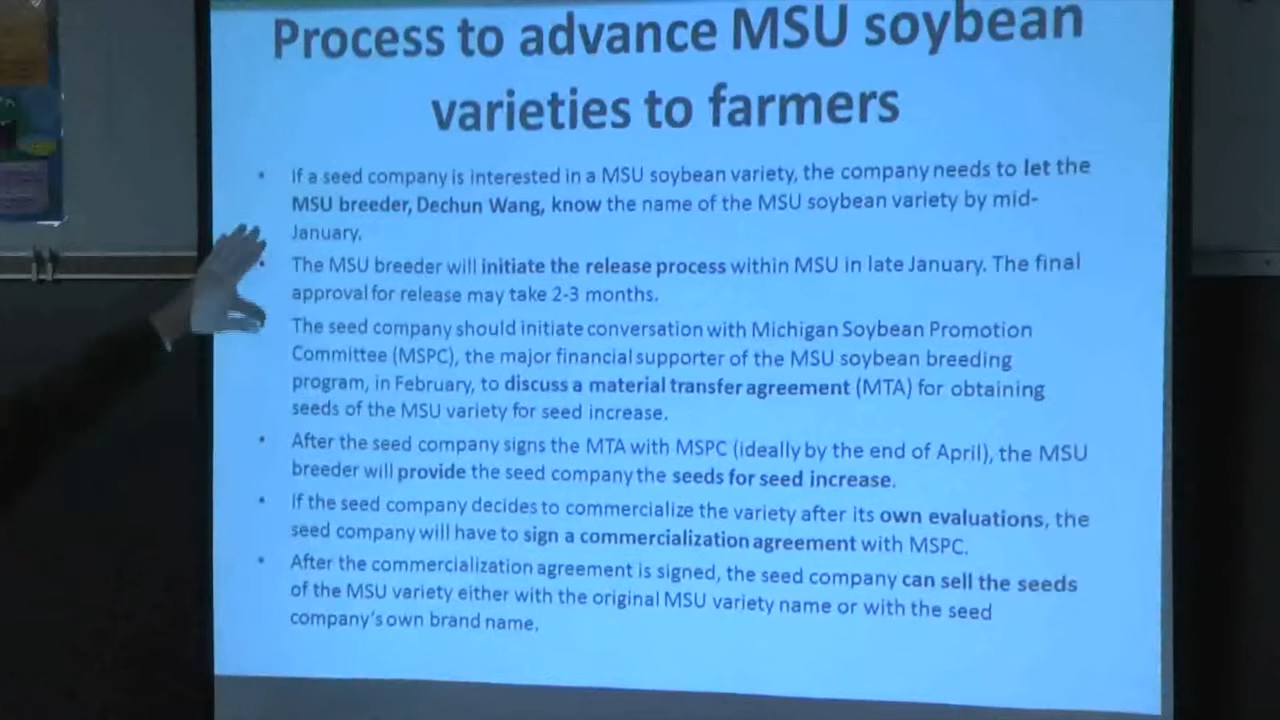 Process to advance MSU soybean
varieties to farmers
• If a seed company is interested in a MSU soybean variety, the company needs to let the
MSU breeder, Dechun Wang, know the name of the MSU soybean variety by mid-
January.
• The MSU breeder will initiate the release process within MSU in late January. The final
approval for release may take 2-3 months.
The seed company should initiate conversation with Michigan Soybean Promotion
Committee (MSPC), the major financial supporter of the MSU soybean breeding
program, in February, to discuss a material transfer agreement (MTA) for obtaining
seeds of the MSU variety for seed increase.
• After the seed company signs the MTA with MSPC (ideally by the end of April), the MSU
breeder will provide the seed company the seeds for seed increase.
• If the seed company decides to commercialize the variety after its own evaluations, the
seed company will have to sign a commercialization agreement with MSPC.
• After the commercialization agreement is signed, the seed company can sell the seeds
of the MSU variety either with the original MSU variety name or with the seed
company's own brand name.